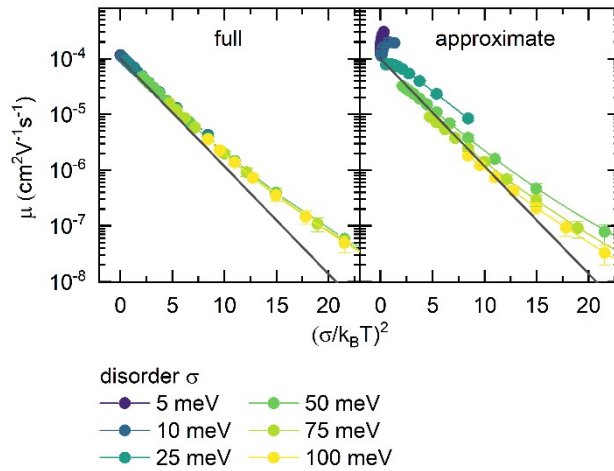 full
approximate
μ (cm²V⁻¹s⁻¹)
10⁻⁴
10⁻⁵
10⁻⁶
10⁻⁷
10⁻⁸
0 5 10 15 20 0 5 10 15 20
(σ/k_BT)²
disorder σ
5 meV 50 meV
10 meV 75 meV
25 meV 100 meV